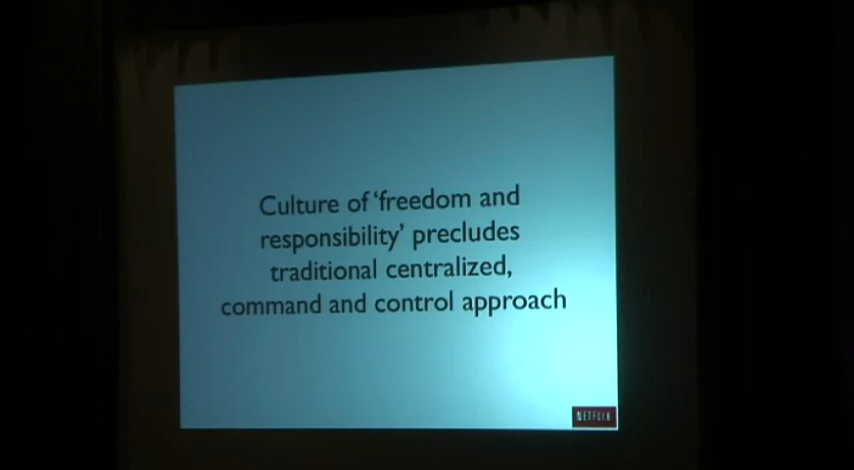 Culture of ‘freedom and
responsibility’ precludes
traditional centralized,
command and control approach
NETFLIX